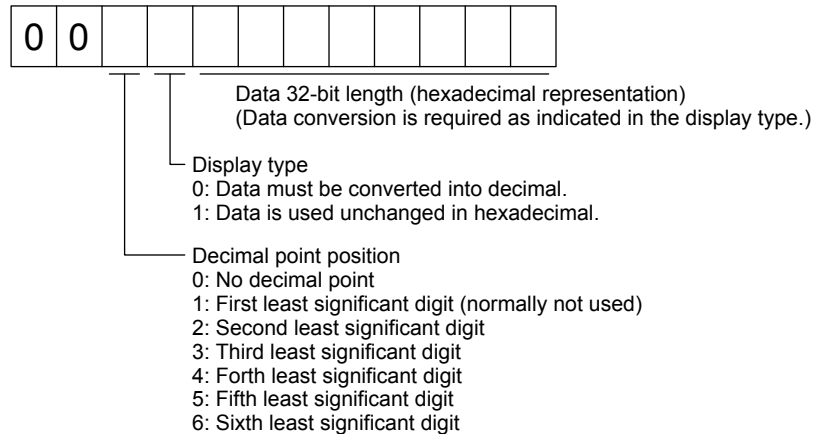 0 0
Data 32-bit length (hexadecimal representation)
(Data conversion is required as indicated in the display type.)
Display type
0: Data must be converted into decimal.
1: Data is used unchanged in hexadecimal.
Decimal point position
0: No decimal point
1: First least significant digit (normally not used)
2: Second least significant digit
3: Third least significant digit
4: Forth least significant digit
5: Fifth least significant digit
6: Sixth least significant digit